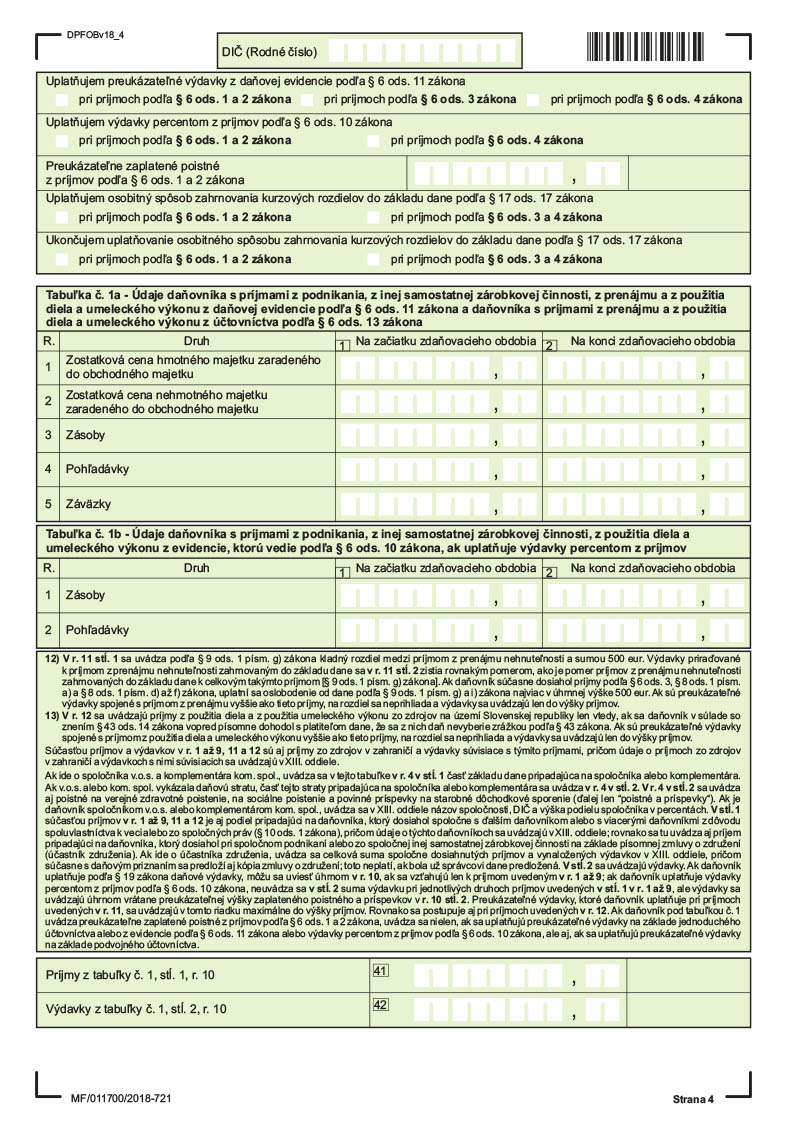 DPFOBv18_4
DIČ (Rodné číslo)
Uplatňujem preukázateľné výdavky z daňovej evidencie podľa § 6 ods. 11 zákona
pri príjmoch podľa § 6 ods. 1 a 2 zákona pri príjmoch podľa § 6 ods. 3 zákona pri príjmoch podľa § 6 ods. 4 zákona
Uplatňujem výdavky percentom z príjmov podľa § 6 ods. 10 zákona
pri príjmoch podľa § 6 ods. 1 a 2 zákona pri príjmoch podľa § 6 ods. 4 zákona
Preukázateľne zaplatené poistné
z príjmov podľa § 6 ods. 1 a 2 zákona ,
Uplatňujem osobitný spôsob zahrnovania kurzových rozdielov do základu dane podľa § 17 ods. 17 zákona
pri príjmoch podľa § 6 ods. 1 a 2 zákona pri príjmoch podľa § 6 ods. 3 a 4 zákona
Ukončujem uplatňovanie osobitného spôsobu zahrnovania kurzových rozdielov do základu dane podľa § 17 ods. 17 zákona
pri príjmoch podľa § 6 ods. 1 a 2 zákona pri príjmoch podľa § 6 ods. 3 a 4 zákona
Tabuľka č. 1a - Údaje daňovníka s príjmami z podnikania, z inej samostatnej zárobkovej činnosti, z prenájmu a z použitia
diela a umeleckého výkonu z daňovej evidencie podľa § 6 ods. 11 zákona a daňovníka s príjmami z prenájmu a z použitia
diela a umeleckého výkonu z účtovníctva podľa § 6 ods. 13 zákona
R. Druh 1 Na začiatku zdaňovacieho obdobia 2 Na konci zdaňovacieho obdobia
1 Zostatková cena hmotného majetku zaradeného
do obchodného majetku , ,
2 Zostatková cena nehmotného majetku
zaradeného do obchodného majetku , ,
3 Zásoby , ,
4 Pohľadávky , ,
5 Záväzky , ,
Tabuľka č. 1b - Údaje daňovníka s príjmami z podnikania, z inej samostatnej zárobkovej činnosti, z použitia diela a
umeleckého výkonu z evidencie, ktorú vedie podľa § 6 ods. 10 zákona, ak uplatňuje výdavky percentom z príjmov
R. Druh 1 Na začiatku zdaňovacieho obdobia 2 Na konci zdaňovacieho obdobia
1 Zásoby , ,
2 Pohľadávky , ,
12) V r. 11 stĺ. 1 sa uvádza podľa § 9 ods. 1 písm. g) zákona kladný rozdiel medzi príjmom z prenájmu nehnuteľnosti a sumou 500 eur. Výdavky priraďované
k príjmom z prenájmu nehnuteľnosti zahrnovaným do základu dane sa v r. 11 stĺ. 2 zistia rovnakým pomerom, ako je pomer príjmov z prenájmu nehnuteľnosti
zahrnovaných do základu dane k celkovým takýmto príjmom [§ 9 ods. 1 písm. g) zákona]. Ak daňovník súčasne dosiahol príjmy podľa § 6 ods. 3, § 8 ods. 1 písm.
a) a § 8 ods. 1 písm. d) až f) zákona, uplatní sa oslobodenie od dane podľa § 9 ods. 1 písm. g) a i) zákona najviac v úhrnnej výške 500 eur. Ak sú preukázateľné
výdavky spojené s príjmom z prenájmu vyššie ako tieto príjmy, na rozdiel sa neprihliada a výdavky sa uvádzajú len do výšky príjmov.
13) V r. 12 sa uvádzajú príjmy z použitia diela a z použitia umeleckého výkonu zo zdrojov na území Slovenskej republiky len vtedy, ak sa daňovník v súlade so
znením § 43 ods. 14 zákona vopred písomne dohodol s platiteľom dane, že sa z nich daň nevyberie zrážkou podľa § 43 zákona. Ak sú preukázateľné výdavky
spojené s príjmom z použitia diela a umeleckého výkonu vyššie ako tieto príjmy, na rozdiel sa neprihliada a výdavky sa uvádzajú len do výšky príjmov.
Súčasťou príjmov a výdavkov v r. 1 až 9, 11 a 12 sú aj príjmy zo zdrojov v zahraničí a výdavky súvisiace s týmito príjmami, pričom údaje o príjmoch zo zdrojov
v zahraničí a výdavkoch s nimi súvisiacich sa uvádzajú v XIII. oddiele.
Ak ide o spoločníka v.o.s. a komplementára kom. spol., uvádza sa v tejto tabuľke v r. 4 v stĺ. 1 časť základu dane pripadajúca na spoločníka alebo komplementára.
Ak v.o.s. alebo kom. spol. vykázala daňovú stratu, časť tejto straty pripadajúca na spoločníka alebo komplementára sa uvádza v r. 4 v stĺ. 2. V r. 4 v stĺ. 2 sa uvádza
aj poistné na verejné zdravotné poistenie, na sociálne poistenie a povinné príspevky na starobné dôchodkové sporenie (ďalej len "poistné a príspevky"). Ak je
daňovník spoločníkom v.o.s. alebo komplementárom kom. spol., uvádza sa v XIII. oddiele názov spoločnosti, DIČ a výška podielu spoločníka v percentách. V stĺ. 1
súčasťou príjmov v r. 1 až 9, 11 a 12 je aj podiel pripadajúci na daňovníka, ktorý dosiahol spoločne s ďalším daňovníkom alebo s viacerými daňovníkmi z dôvodu
spoluvlastníctva k veci alebo zo spoločných práv (§ 10 ods. 1 zákona), pričom údaje o týchto daňovníkoch sa uvádzajú v XIII. oddiele; rovnako sa tu uvádza aj príjem
pripadajúci na daňovníka, ktorý dosiahol pri spoločnom podnikaní alebo zo spoločnej inej samostatnej zárobkovej činnosti na základe písomnej zmluvy o združení
(účastník združenia). Ak ide o účastníka združenia, uvádza sa celková suma spoločne dosiahnutých príjmov a vynaložených výdavkov v XIII. oddiele, pričom
súčasne s daňovým priznaním sa predloží aj kópia zmluvy o združení; toto neplatí, ak bola už správcovi dane predložená. V stĺ. 2 sa uvádzajú výdavky. Ak daňovník
uplatňuje podľa § 19 zákona daňové výdavky, môžu sa uviesť úhrnom v r. 10, ak sa vzťahujú len k príjmom uvedeným v r. 1 až 9; ak daňovník uplatňuje výdavky
percentom z príjmov podľa § 6 ods. 10 zákona, neuvádza sa v stĺ. 2 suma výdavku pri jednotlivých druhoch príjmov uvedených v stĺ. 1 v r. 1 až 9, ale výdavky sa
uvádzajú úhrnom vrátane preukázateľnej výšky zaplateného poistného a príspevkov v r. 10 stĺ. 2. Preukázateľné výdavky, ktoré daňovník uplatňuje pri príjmoch
uvedených v r. 11, sa uvádzajú v tomto riadku maximálne do výšky príjmov. Rovnako sa postupuje aj pri príjmoch uvedených v r. 12. Ak daňovník pod tabuľkou č. 1
uvádza preukázateľne zaplatené poistné z príjmov podľa § 6 ods. 1 a 2 zákona, uvádza sa nielen, ak sa uplatňujú preukázateľné výdavky na základe jednoduchého
účtovníctva alebo z evidencie podľa § 6 ods. 11 zákona alebo výdavky percentom z príjmov podľa § 6 ods. 10 zákona, ale aj, ak sa uplatňujú preukázateľné výdavky
na základe podvojného účtovníctva.
Príjmy z tabuľky č. 1, stĺ. 1, r. 10 41 ,
Výdavky z tabuľky č. 1, stĺ. 2, r. 10 42 ,
MF/011700/2018-721 Strana 4